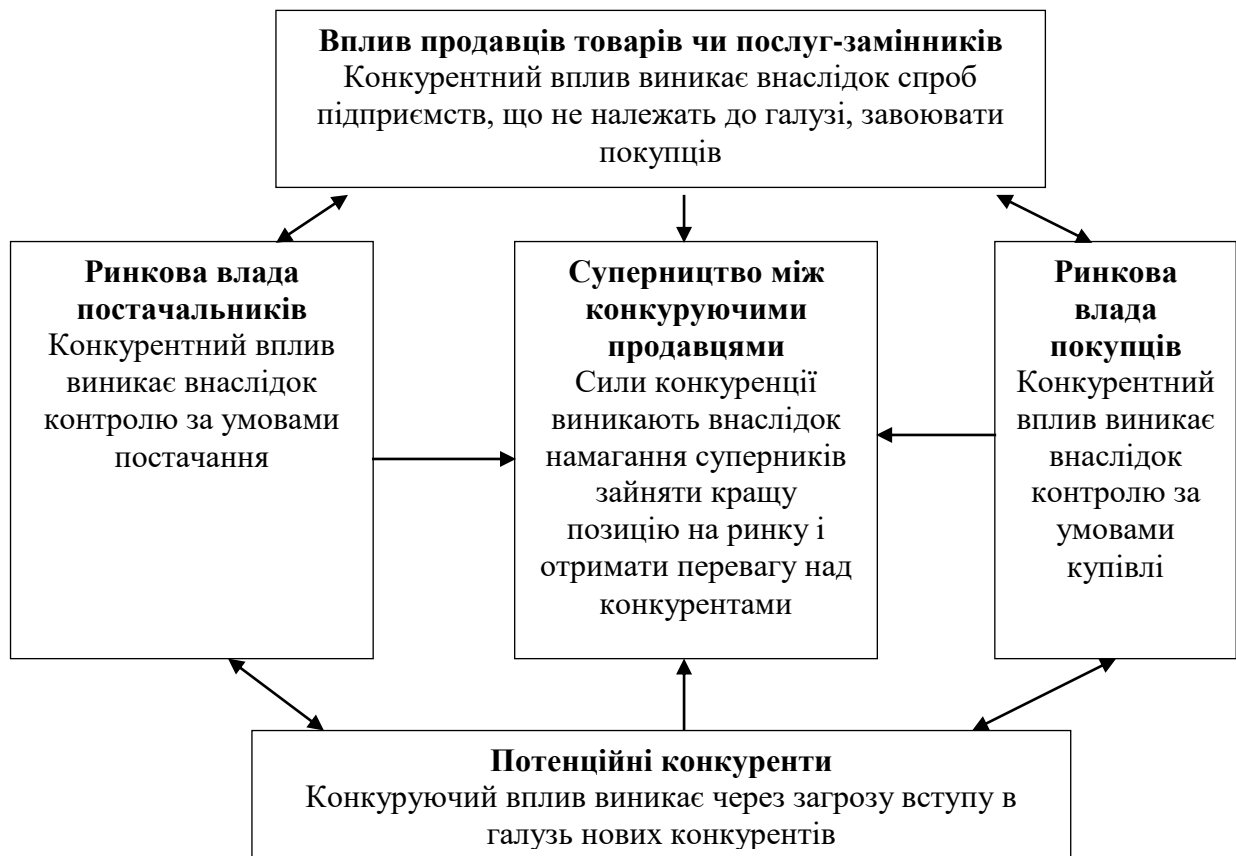 Вплив продавців товарів чи послуг-замінників
Конкурентний вплив виникає внаслідок спроб
підприємств, що не належать до галузі, завоювати
покупців
Ринкова влада
постачальників
Конкурентний вплив
виникає внаслідок
контролю за умовами
постачання
Суперництво між
конкуруючими
продавцями
Сили конкуренції
виникають внаслідок
намагання суперників
зайняти кращу
позицію на ринку і
отримати перевагу над
конкурентами
Ринкова
влада
покупців
Конкурентний
вплив виникає
внаслідок
контролю за
умовами
купівлі
Потенційні конкуренти
Конкуруючий вплив виникає через загрозу вступу в
галузь нових конкурентів